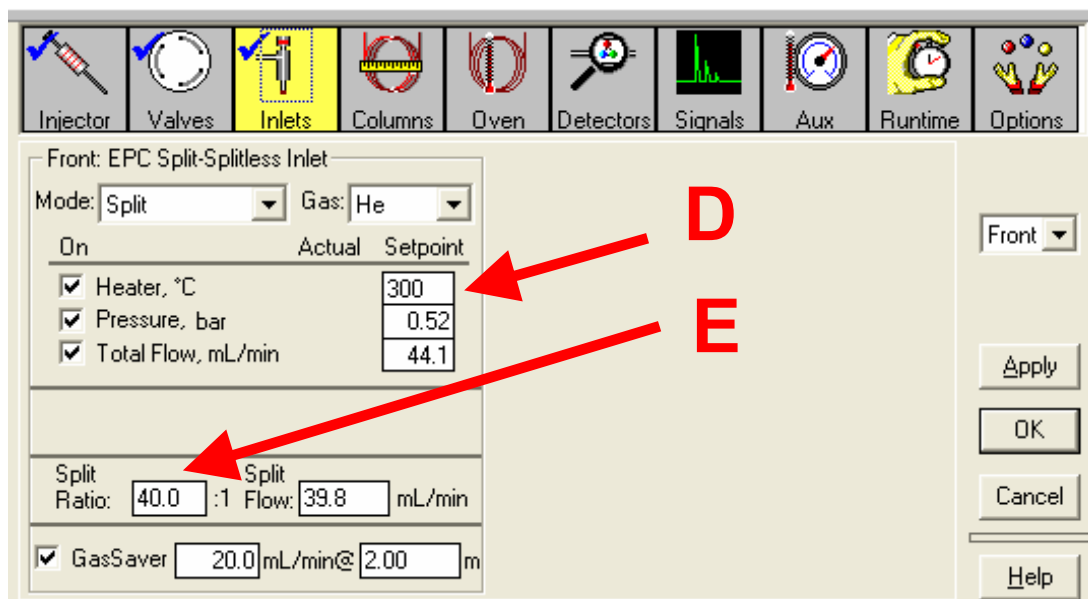 Injector Valves Inlets Columns Oven Detectors Signals Aux Runtime Options
Front: EPC Split-Splitless Inlet
Mode: Split Gas: He
On Actual Setpoint
Heater, °C 300
Pressure, bar 0.52
Total Flow, mL/min 44.1
D
E
Split Ratio: 40.0 :1 Split Flow: 39.8 mL/min
GasSaver 20.0 mL/min@ 2.00 m
Front
Apply
OK
Cancel
Help